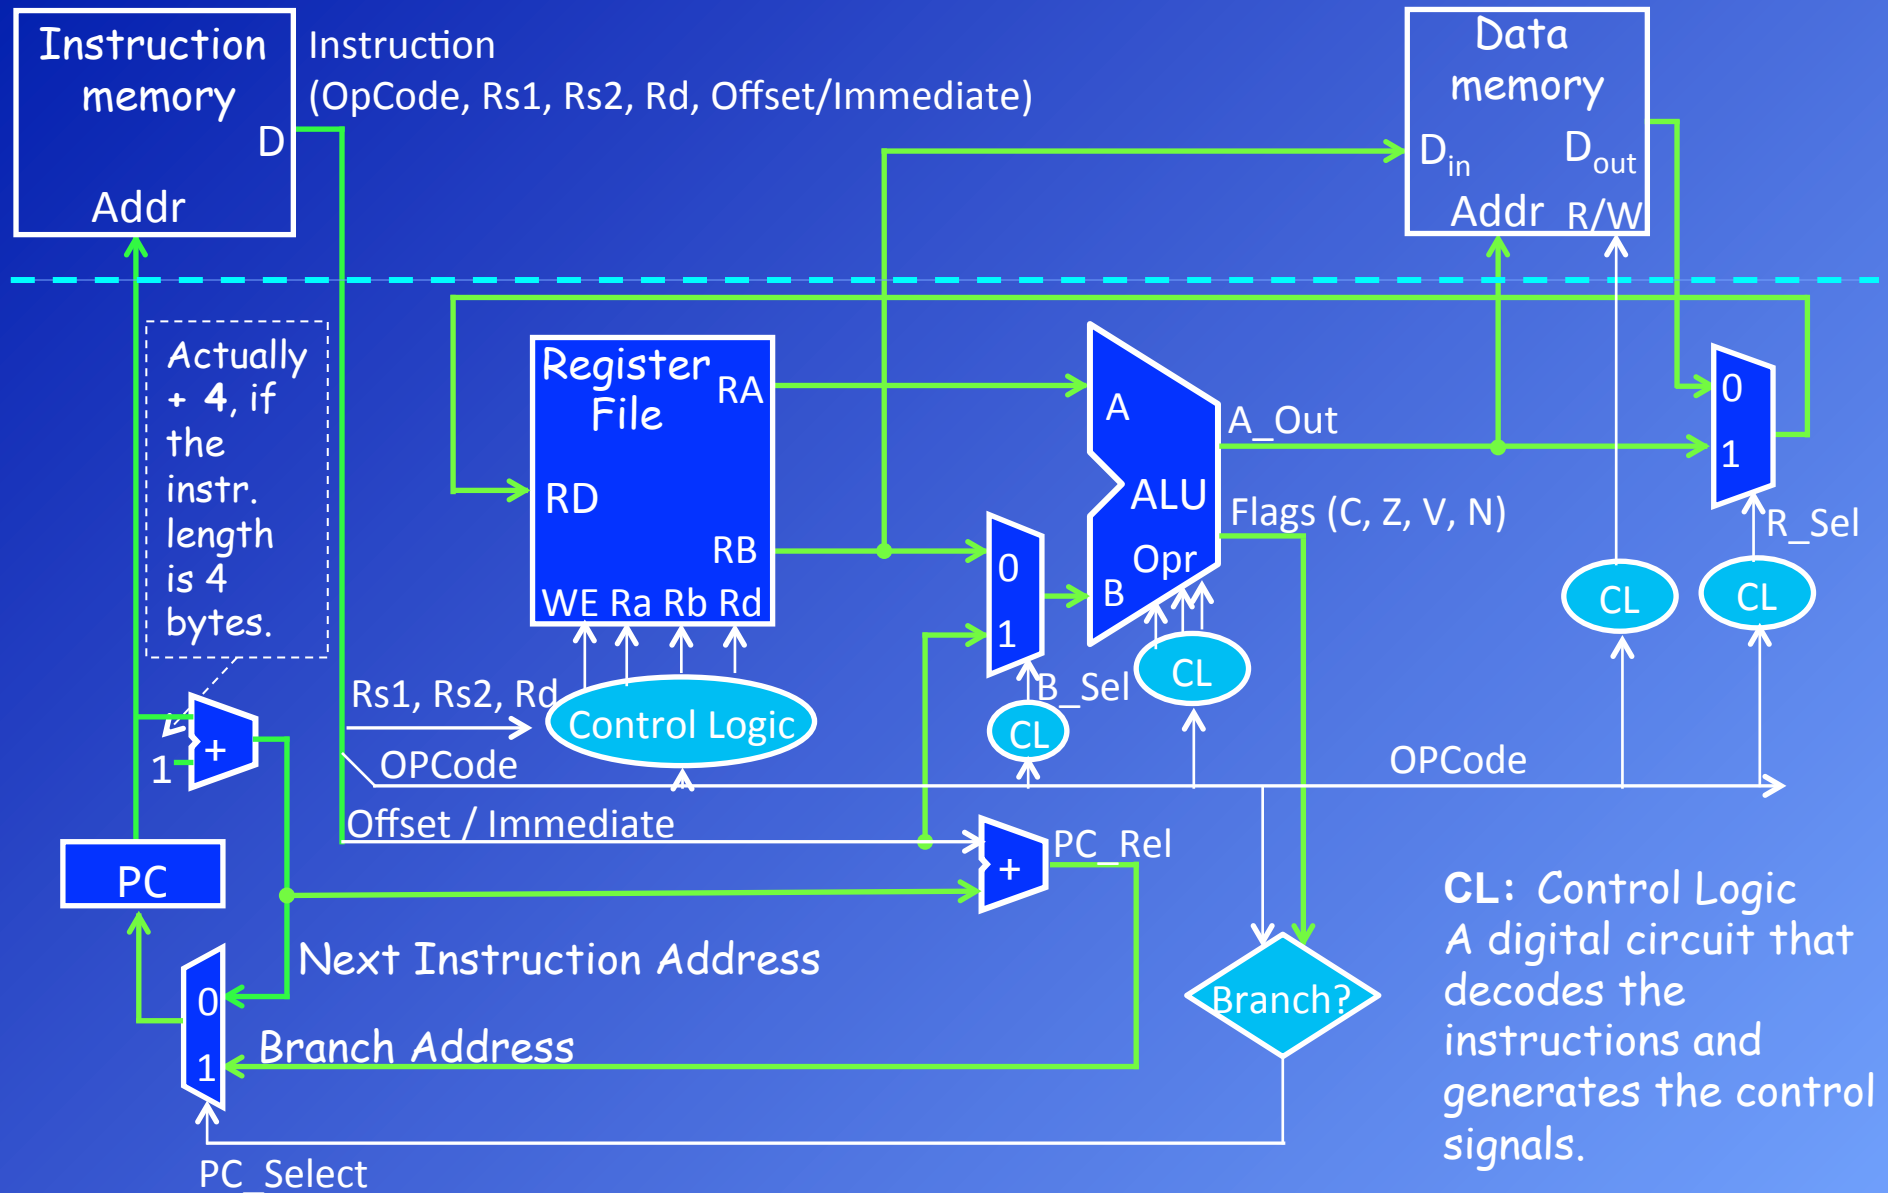 Instruction
memory
D
Addr
Instruction
(OpCode, Rs1, Rs2, Rd, Offset/Immediate)
Data
memory
Din
Dout
Addr R/W
Actually
+ 4, if
the
instr.
length
is 4
bytes.
Register
File
RA
RD
RB
WE Ra Rb Rd
A
ALU
Opr
B
A_Out
Flags (C, Z, V, N)
0
1
R_Sel
CL
CL
0
1
B_Sel
CL
CL
Rs1, Rs2, Rd
Control Logic
OPCode
OPCode
Offset / Immediate
1
+
PC
+
PC_Rel
Next Instruction Address
0
1
Branch Address
Branch?
PC_Select
CL: Control Logic
A digital circuit that
decodes the
instructions and
generates the control
signals.